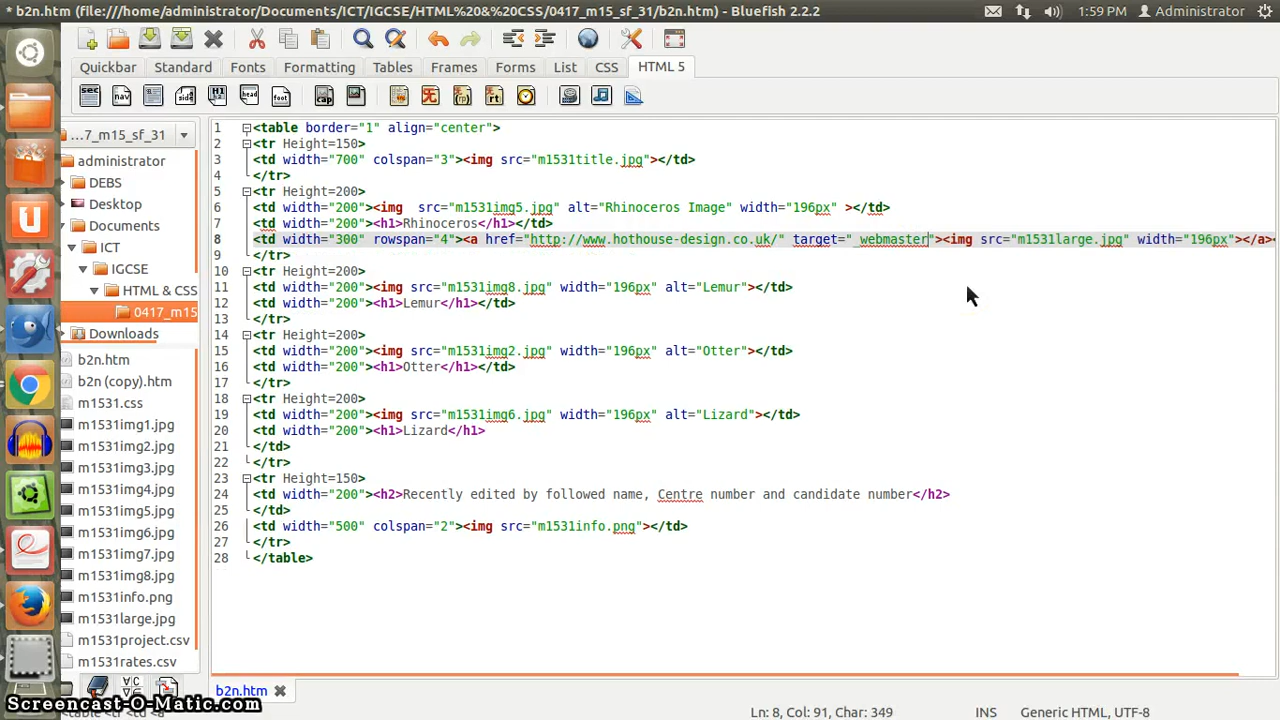 * b2n.htm (file:///home/administrator/Documents/ICT/IGCSE/HTML%20&%20CSS/0417_m15_sf_31/b2n.htm) - Bluefish 2.2.2
1:59 PM
Administrator
Quickbar Standard Fonts Formatting Tables Frames Forms List CSS HTML 5
...7_m15_sf_31
administrator
DEBS
Desktop
Documents
ICT
IGCSE
HTML & CSS
0417_m15
Downloads
b2n.htm
b2n (copy).htm
m1531.css
m1531img1.jpg
m1531img2.jpg
m1531img3.jpg
m1531img4.jpg
m1531img5.jpg
m1531img6.jpg
m1531img7.jpg
m1531img8.jpg
m1531info.png
m1531large.jpg
m1531project.csv
m1531rates.csv
1 <table border="1" align="center">
2 <tr Height=150>
3 <td width="700" colspan="3"><img src="m1531title.jpg"></td>
4 </tr>
5 <tr Height=200>
6 <td width="200"><img  src="m1531img5.jpg" alt="Rhinoceros Image" width="196px" ></td>
7 <td width="200"><h1>Rhinoceros</h1></td>
8 <td width="300" rowspan="4"><a href="http://www.hothouse-design.co.uk/" target="_webmaster"><img src="m1531large.jpg" width="196px"></a><
9 </tr>
10 <tr Height=200>
11 <td width="200"><img src="m1531img8.jpg" width="196px" alt="Lemur"></td>
12 <td width="200"><h1>Lemur</h1></td>
13 </tr>
14 <tr Height=200>
15 <td width="200"><img src="m1531img2.jpg" width="196px" alt="Otter"></td>
16 <td width="200"><h1>Otter</h1></td>
17 </tr>
18 <tr Height=200>
19 <td width="200"><img src="m1531img6.jpg" width="196px" alt="Lizard"></td>
20 <td width="200"><h1>Lizard</h1>
21 </td>
22 </tr>
23 <tr Height=150>
24 <td width="200"><h2>Recently edited by followed name, Centre number and candidate number</h2>
25 </td>
26 <td width="500" colspan="2"><img src="m1531info.png"></td>
27 </tr>
28 </table>
b2n.htm
Screencast-O-Matic.com
Ln: 8, Col: 91, Char: 349
INS
Generic HTML, UTF-8